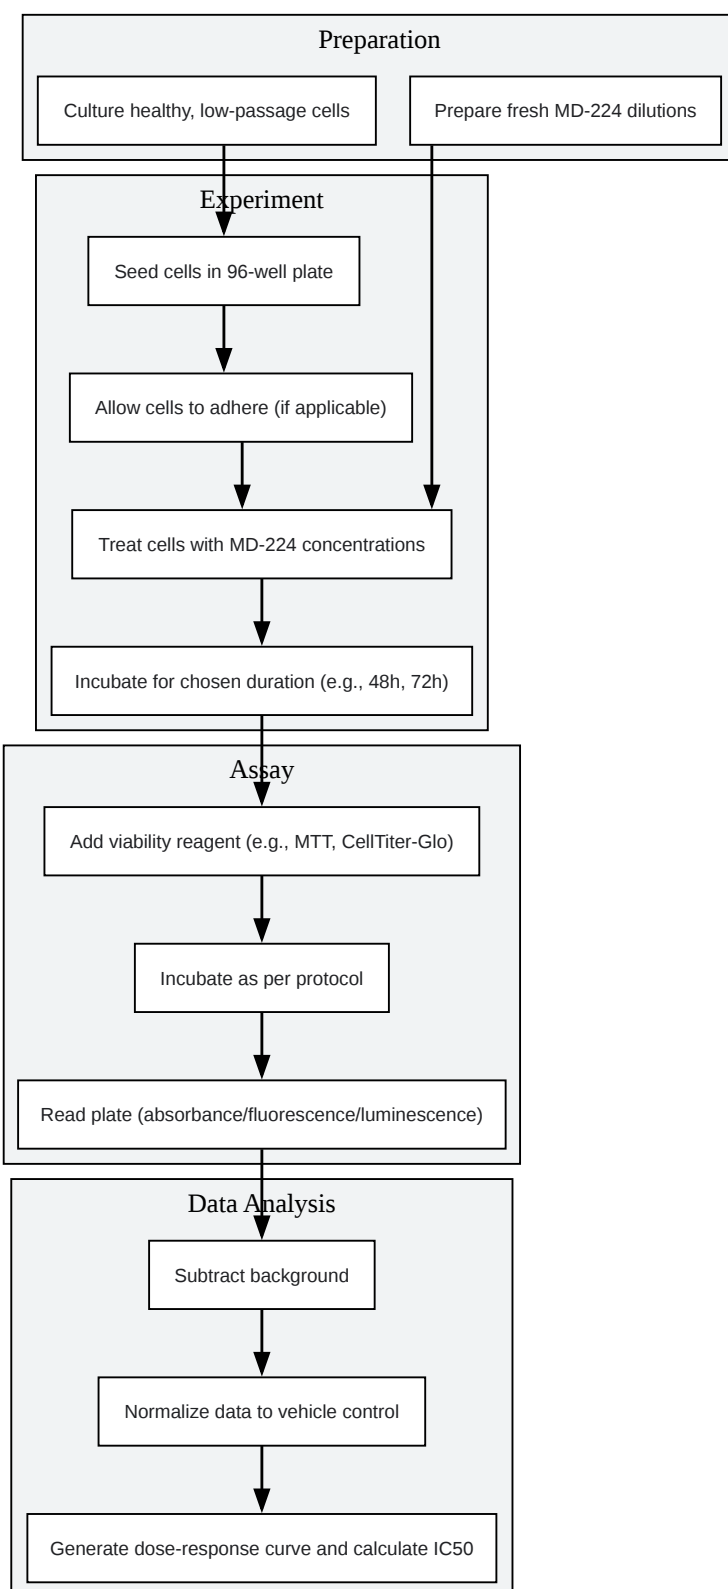 Preparation
Culture healthy, low-passage cells
Prepare fresh MD-224 dilutions
Experiment
Seed cells in 96-well plate
Allow cells to adhere (if applicable)
Treat cells with MD-224 concentrations
Incubate for chosen duration (e.g., 48h, 72h)
Assay
Add viability reagent (e.g., MTT, CellTiter-Glo)
Incubate as per protocol
Read plate (absorbance/fluorescence/luminescence)
Data Analysis
Subtract background
Normalize data to vehicle control
Generate dose-response curve and calculate IC50